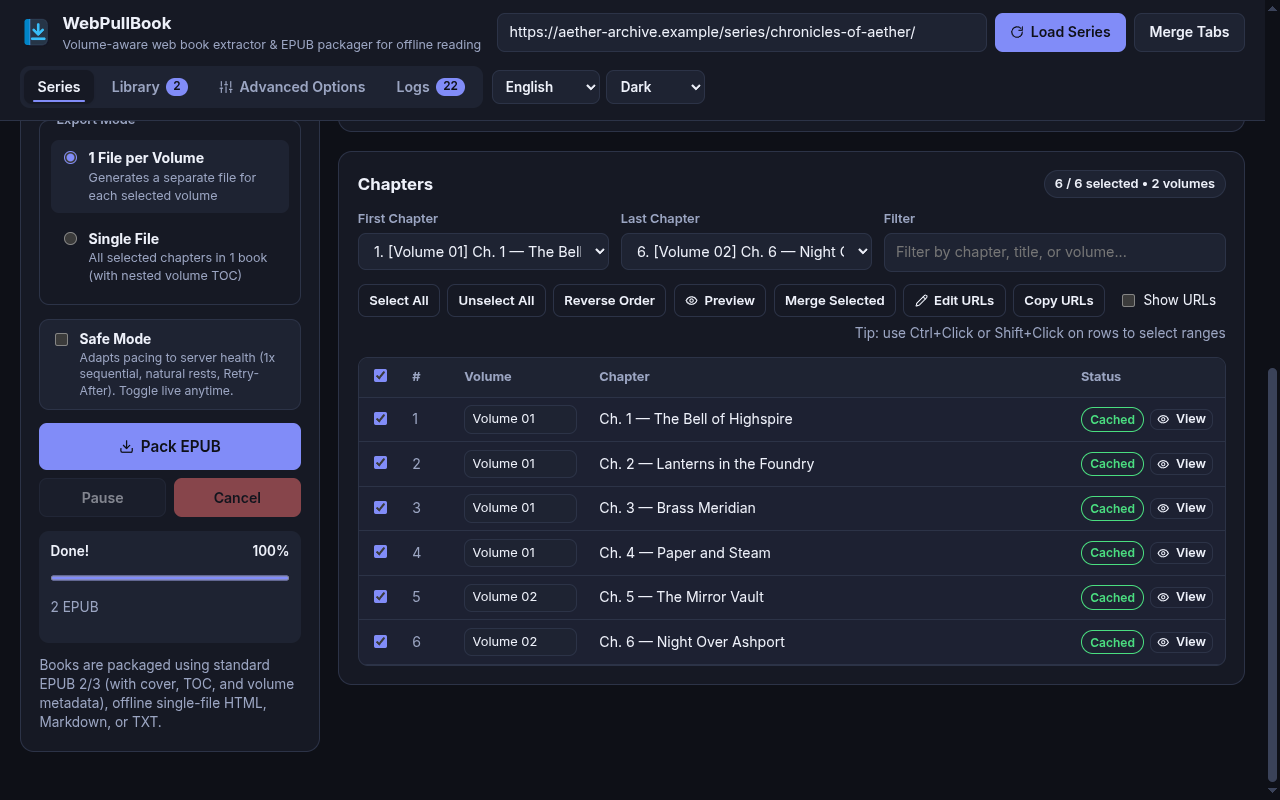 WebPullBook
Volume-aware web book extractor & EPUB packager for offline reading
https://aether-archive.example/series/chronicles-of-aether/
Load Series
Merge Tabs
Series
Library 2
Advanced Options
Logs 22
English
Dark
Export Mode
1 File per Volume
Generates a separate file for
each selected volume
Single File
All selected chapters in 1 book
(with nested volume TOC)
Safe Mode
Adapts pacing to server health (1x
sequential, natural rests, Retry-
After). Toggle live anytime.
Pack EPUB
Pause
Cancel
Done! 100%
2 EPUB
Books are packaged using standard
EPUB 2/3 (with cover, TOC, and volume
metadata), offline single-file HTML,
Markdown, or TXT.
Chapters
6 / 6 selected • 2 volumes
First Chapter
Last Chapter
Filter
1. [Volume 01] Ch. 1 — The Bell
6. [Volume 02] Ch. 6 — Night
Filter by chapter, title, or volume...
Select All
Unselect All
Reverse Order
Preview
Merge Selected
Edit URLs
Copy URLs
Show URLs
Tip: use Ctrl+Click or Shift+Click on rows to select ranges
# Volume Chapter Status
1 Volume 01 Ch. 1 — The Bell of Highspire Cached View
2 Volume 01 Ch. 2 — Lanterns in the Foundry Cached View
3 Volume 01 Ch. 3 — Brass Meridian Cached View
4 Volume 01 Ch. 4 — Paper and Steam Cached View
5 Volume 02 Ch. 5 — The Mirror Vault Cached View
6 Volume 02 Ch. 6 — Night Over Ashport Cached View